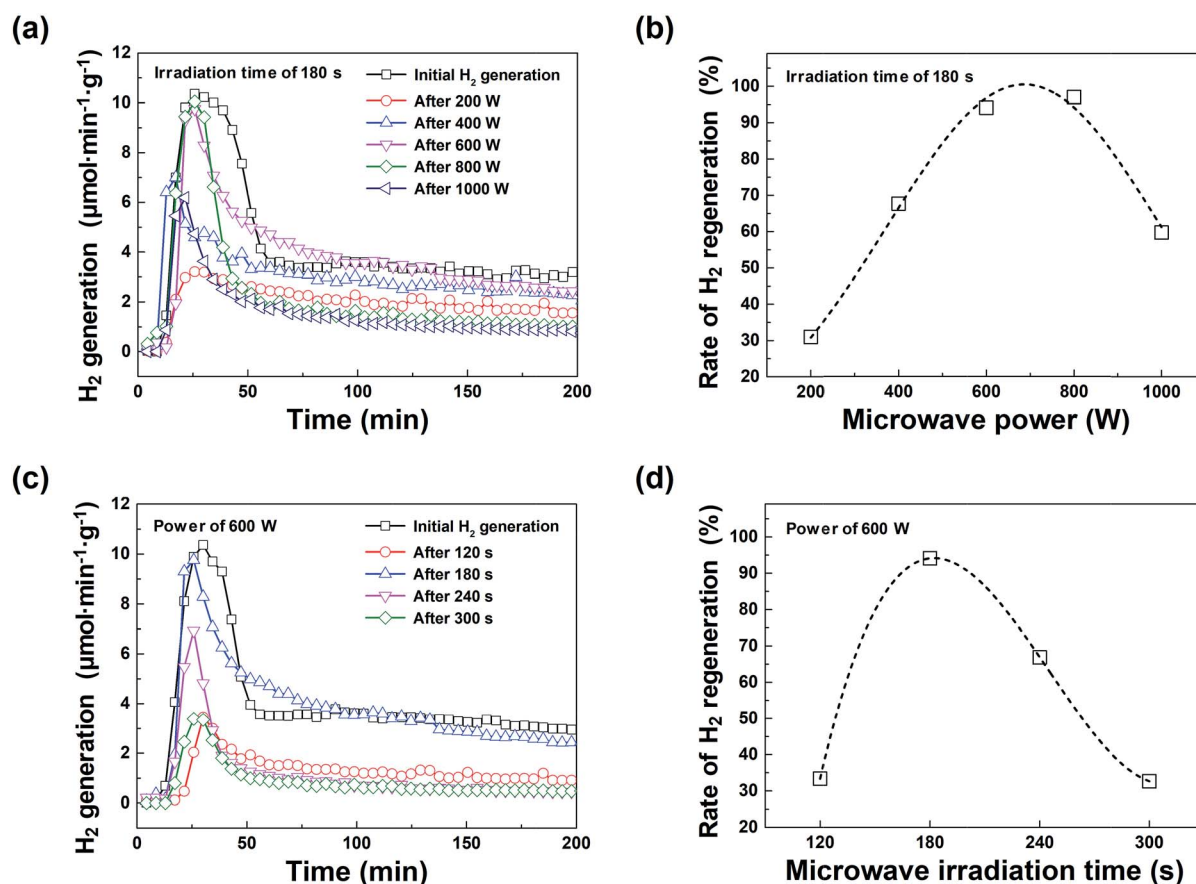 (a)
H₂ generation (μmol·min⁻¹·g⁻¹)
12
10
8
6
4
2
0
Irradiation time of 180 s
Initial H₂ generation
After 200 W
After 400 W
After 600 W
After 800 W
After 1000 W
0
50
100
150
200
Time (min)
(b)
Rate of H₂ regeneration (%)
100
90
80
70
60
50
40
30
20
Irradiation time of 180 s
200
400
600
800
1000
Microwave power (W)
(c)
H₂ generation (μmol·min⁻¹·g⁻¹)
12
10
8
6
4
2
0
Power of 600 W
Initial H₂ generation
After 120 s
After 180 s
After 240 s
After 300 s
0
50
100
150
200
Time (min)
(d)
Rate of H₂ regeneration (%)
100
90
80
70
60
50
40
30
20
Power of 600 W
120
180
240
300
Microwave irradiation time (s)